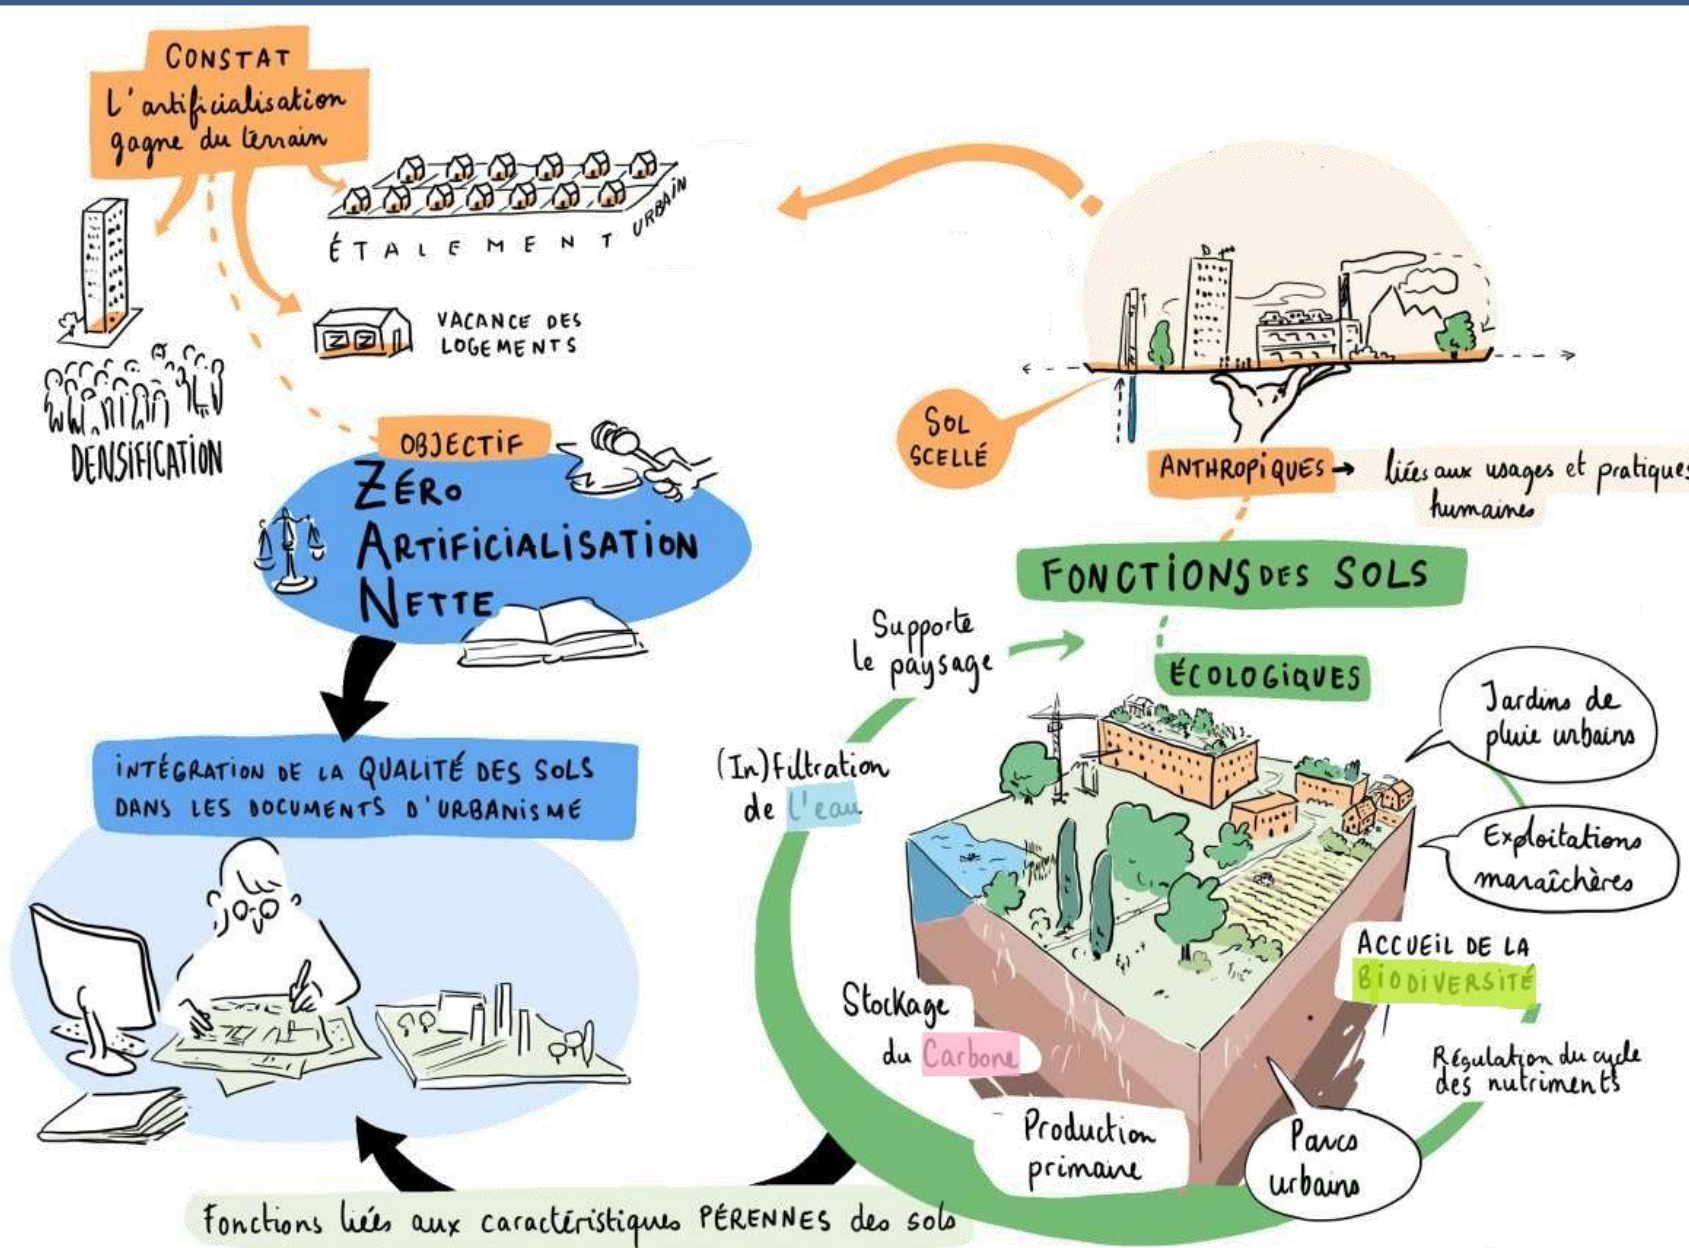 CONSTAT
L'artificialisation
gagne du terrain
ÉTALEMENT URBAIN
VACANCE DES
LOGEMENTS
DENSIFICATION
OBJECTIF
ZÉRO
ARTIFICIALISATION
NETTE
INTÉGRATION DE LA QUALITÉ DES SOLS
DANS LES DOCUMENTS D'URBANISME
Fonctions liées aux caractéristiques PÉRENNES des sols
SOL
SCELLÉ
ANTHROPIQUES → liées aux usages et pratiques
humaines
FONCTIONS DES SOLS
ÉCOLOGIQUES
Supporte
le paysage
(In)filtration
de l'eau
Stockage
du Carbone
Production
primaire
Parcs
urbains
Régulation du cycle
des nutriments
ACCUEIL DE LA
BIODIVERSITÉ
Exploitations
maraîchères
Jardins de
pluie urbains